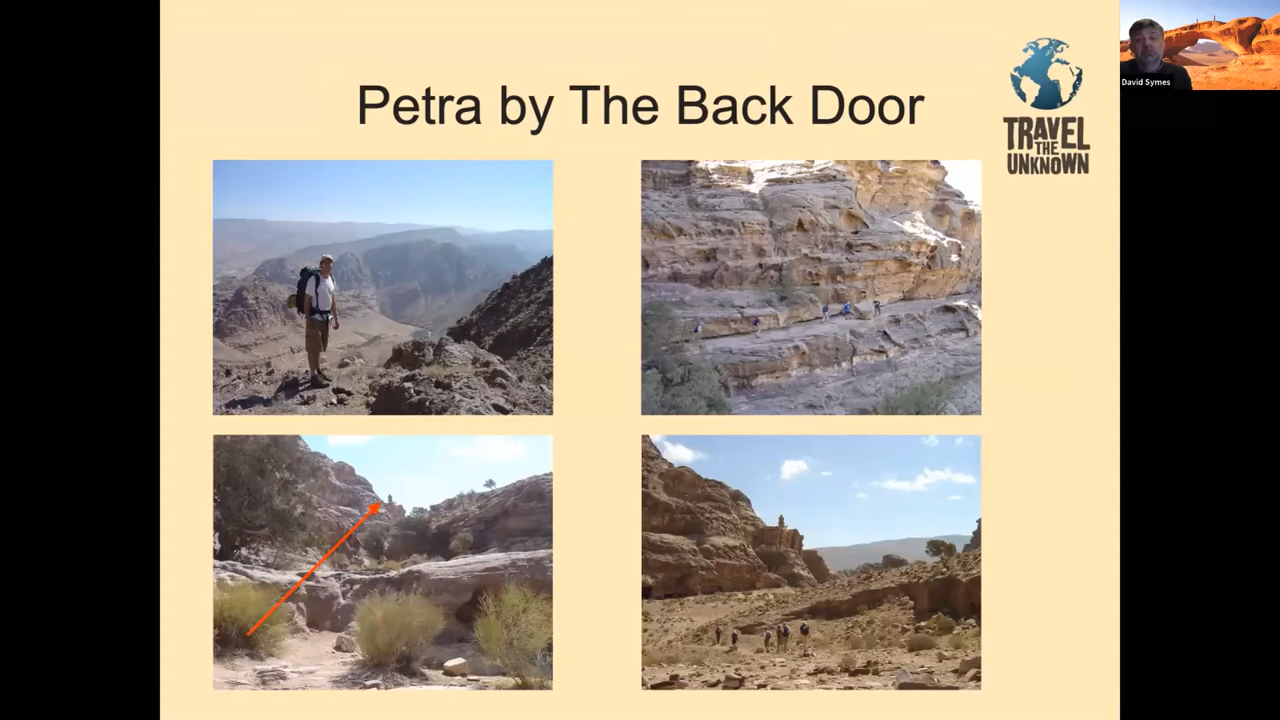 Petra by The Back Door
TRAVEL
THE
UNKNOWN
David Symes